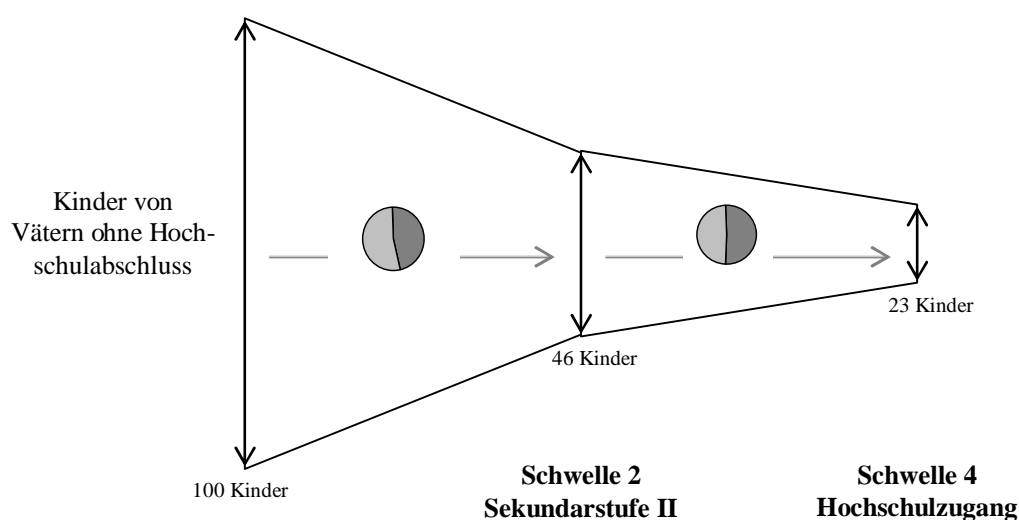 Kinder von
Vätern ohne Hoch-
schulabschluss
100 Kinder
46 Kinder
23 Kinder
Schwelle 2
Sekundarstufe II
Schwelle 4
Hochschulzugang